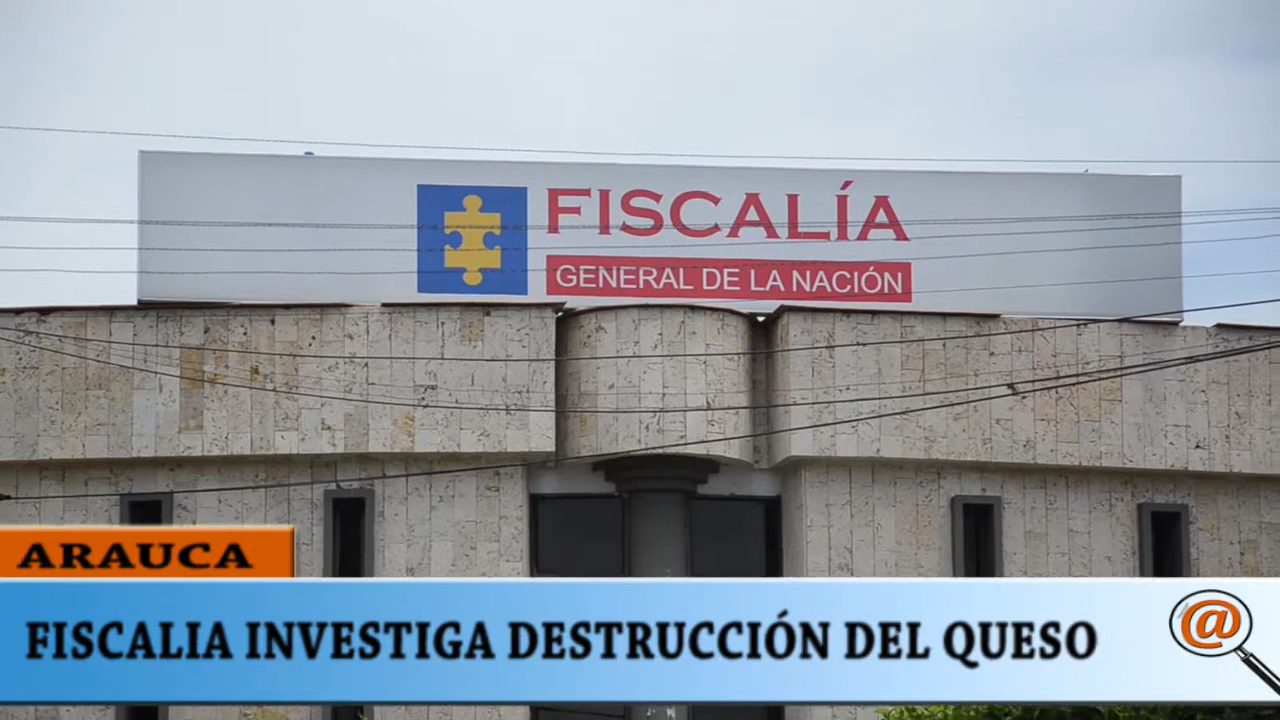 FISCALÍA
GENERAL DE LA NACIÓN
ARAUCA
FISCALIA INVESTIGA DESTRUCCIÓN DEL QUESO
@